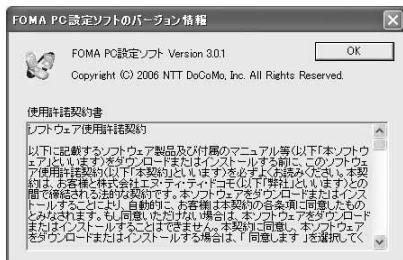 FOMA PC設定ソフトのバージョン情報
FOMA PC設定ソフト Version 3.0.1
OK
Copyright (C) 2006 NTT DoCoMo, Inc. All Rights Reserved.
使用許諾契約書
ソフトウェア使用許諾契約
以下に記載するソフトウェア製品及び付属のマニュアル等(以下「本ソフトウ
ェア」といいます)をダウンロードまたはインストールする前に、このソフトウェ
ア使用許諾契約(以下「本契約」といいます)を必ずよくお読みください。本契
約は、お客様と株式会社エヌ・ティ・ティ・ドコモ(以下「弊社」といいます)との
間で締結される法的な契約です。本ソフトウェアをダウンロードまたはインス
トールすることにより、自動的に、お客様は本契約の各条項に同意したもの
とみなされます。もし同意いただけない場合は、本ソフトウェアをダウンロード
またはインストールすることはできません。本契約に同意し、本ソフトウェア
をダウンロードまたはインストールする場合は、「同意します」を選択してく